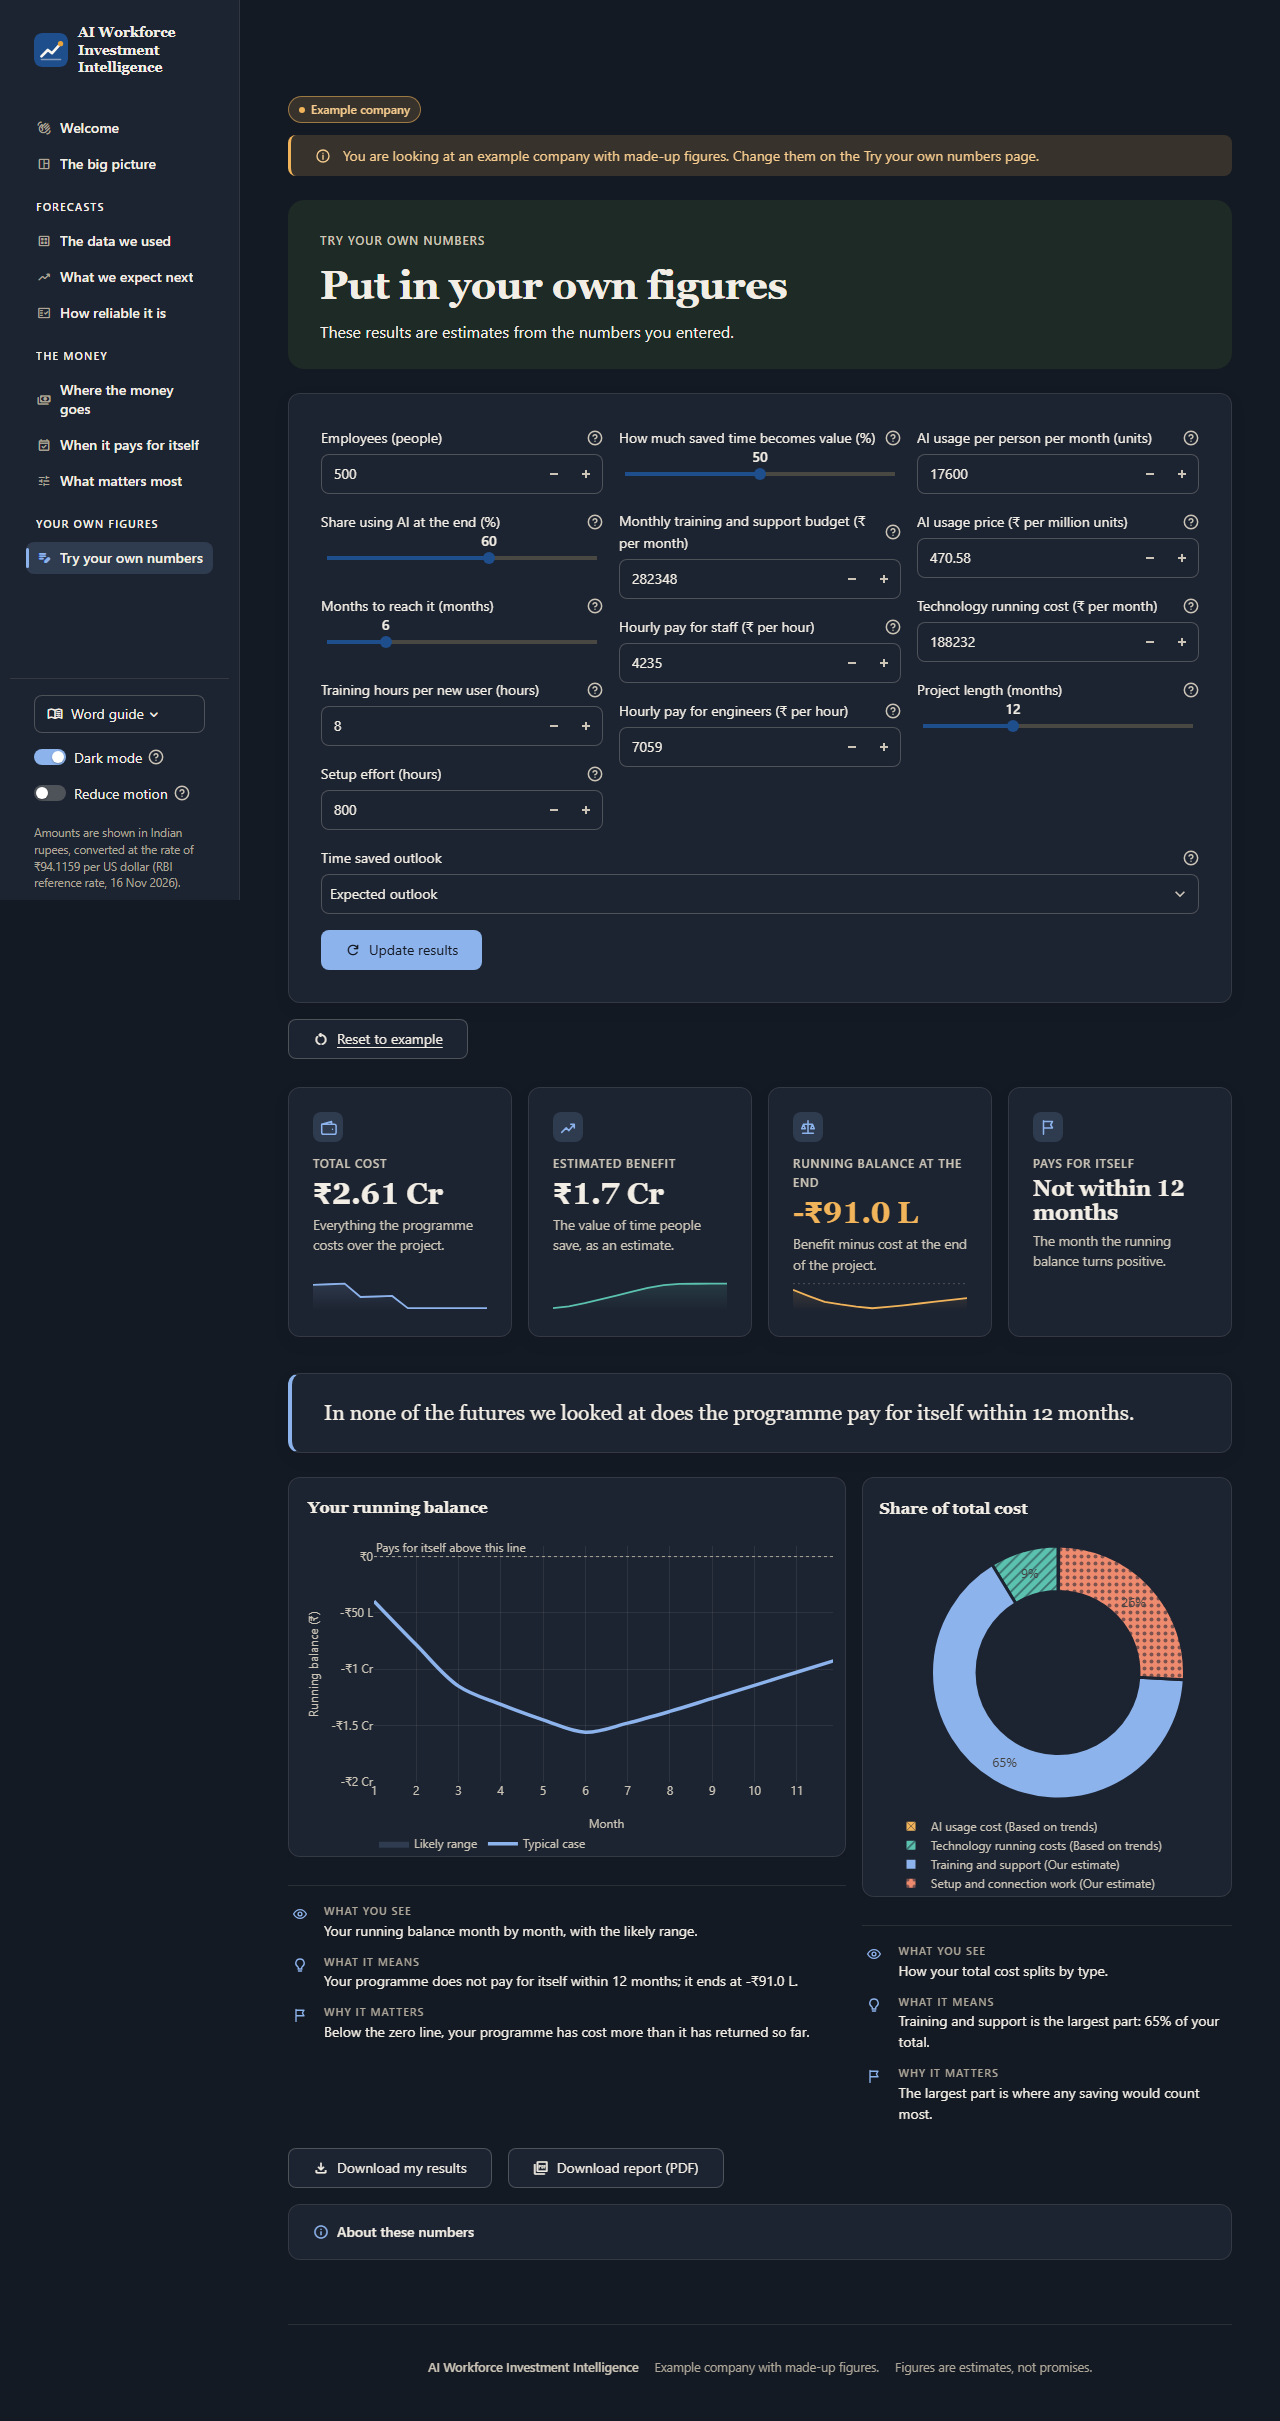 AI Workforce
Investment
Intelligence
Welcome
The big picture
FORECASTS
The data we used
What we expect next
How reliable it is
THE MONEY
Where the money
goes
When it pays for itself
What matters most
YOUR OWN FIGURES
Try your own numbers
Word guide
Dark mode
Reduce motion
Amounts are shown in Indian
rupees, converted at the rate of
₹94.1159 per US dollar (RBI
reference rate, 16 Nov 2026).
Example company
You are looking at an example company with made-up figures. Change them on the Try your own numbers page.
TRY YOUR OWN NUMBERS
Put in your own figures
These results are estimates from the numbers you entered.
Employees (people)
500
Share using AI at the end (%)
60
Months to reach it (months)
6
Training hours per new user (hours)
8
Setup effort (hours)
800
How much saved time becomes value (%)
50
Monthly training and support budget (₹
per month)
282348
Hourly pay for staff (₹ per hour)
4235
Hourly pay for engineers (₹ per hour)
7059
AI usage per person per month (units)
17600
AI usage price (₹ per million units)
470.58
Technology running cost (₹ per month)
188232
Project length (months)
12
Time saved outlook
Expected outlook
Update results
Reset to example
TOTAL COST
₹2.61 Cr
Everything the programme
costs over the project.
ESTIMATED BENEFIT
₹1.7 Cr
The value of time people
save, as an estimate.
RUNNING BALANCE AT THE
END
-₹91.0 L
Benefit minus cost at the end
of the project.
PAYS FOR ITSELF
Not within 12
months
The month the running
balance turns positive.
In none of the futures we looked at does the programme pay for itself within 12 months.
Your running balance
Pays for itself above this line
₹0
-₹50 L
-₹1 Cr
-₹1.5 Cr
-₹2 Cr
Running balance (₹)
1 2 3 4 5 6 7 8 9 10 11
Month
Likely range Typical case
WHAT YOU SEE
Your running balance month by month, with the likely range.
WHAT IT MEANS
Your programme does not pay for itself within 12 months; it ends at -₹91.0 L.
WHY IT MATTERS
Below the zero line, your programme has cost more than it has returned so far.
Share of total cost
9%
26%
65%
AI usage cost (Based on trends)
Technology running costs (Based on trends)
Training and support (Our estimate)
Setup and connection work (Our estimate)
WHAT YOU SEE
How your total cost splits by type.
WHAT IT MEANS
Training and support is the largest part: 65% of your
total.
WHY IT MATTERS
The largest part is where any saving would count
most.
Download my results
Download report (PDF)
About these numbers
AI Workforce Investment Intelligence Example company with made-up figures. Figures are estimates, not promises.